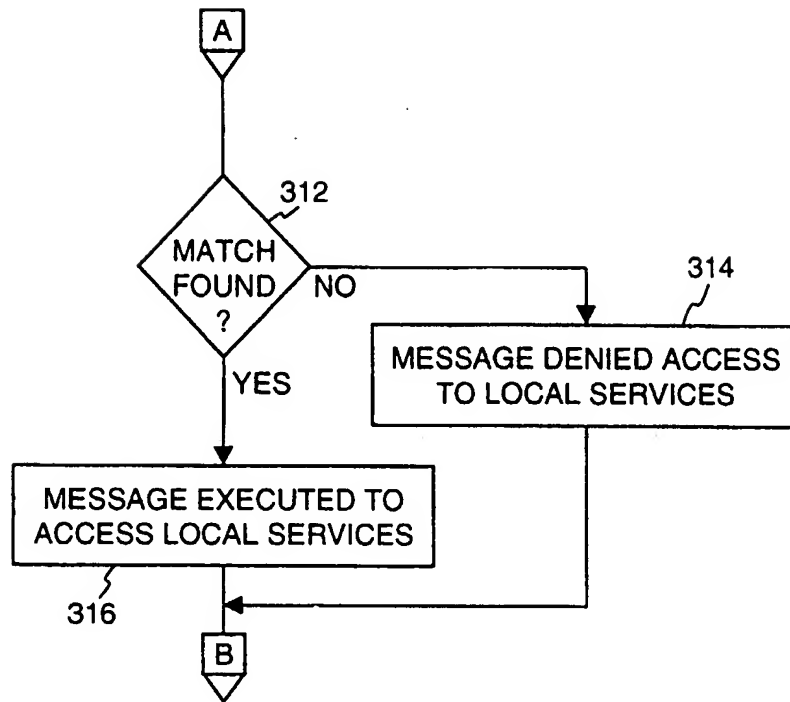 A
312
MATCH
FOUND
?
NO
YES
314
MESSAGE DENIED ACCESS
TO LOCAL SERVICES
MESSAGE EXECUTED TO
ACCESS LOCAL SERVICES
316
B